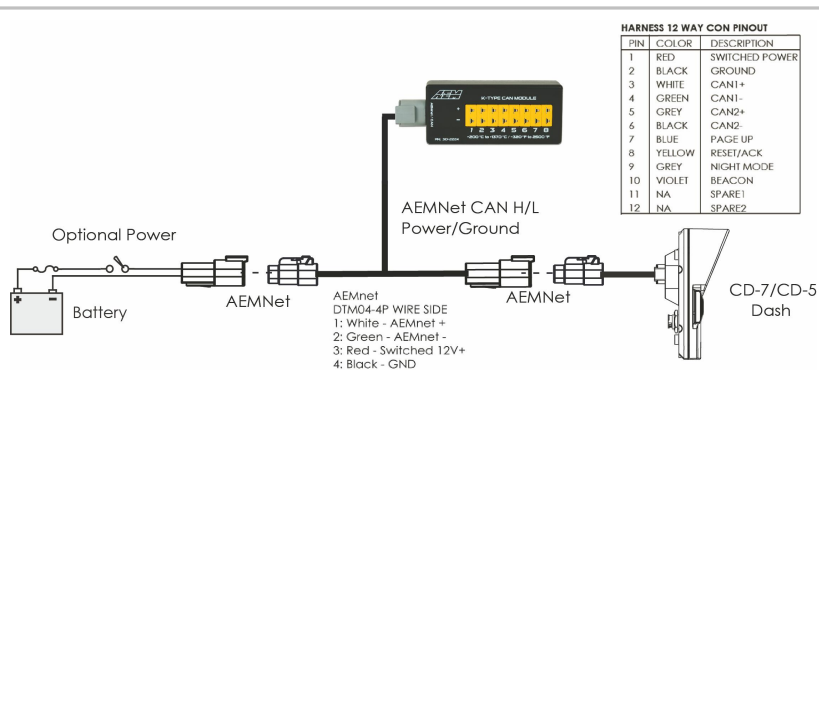 HARNESS 12 WAY CON PINOUT
PIN COLOR DESCRIPTION
1 RED SWITCHED POWER
2 BLACK GROUND
3 WHITE CAN1+
4 GREEN CAN1-
5 GREY CAN2+
6 BLACK CAN2-
7 BLUE PAGE UP
8 YELLOW RESET/ACK
9 GREY NIGHT MODE
10 VIOLET BEACON
11 NA SPARE1
12 NA SPARE2
AEM
K-TYPE CAN MODULE
+
-
1 2 3 4 5 6 7 8
AEMNet CAN H/L
Power/Ground
Optional Power
+ -
Battery
AEMNet
AEMnet
DTM04-4P WIRE SIDE
1: White - AEMnet +
2: Green - AEMnet -
3: Red - Switched 12V+
4: Black - GND
AEMNet
CD-7/CD-5
Dash